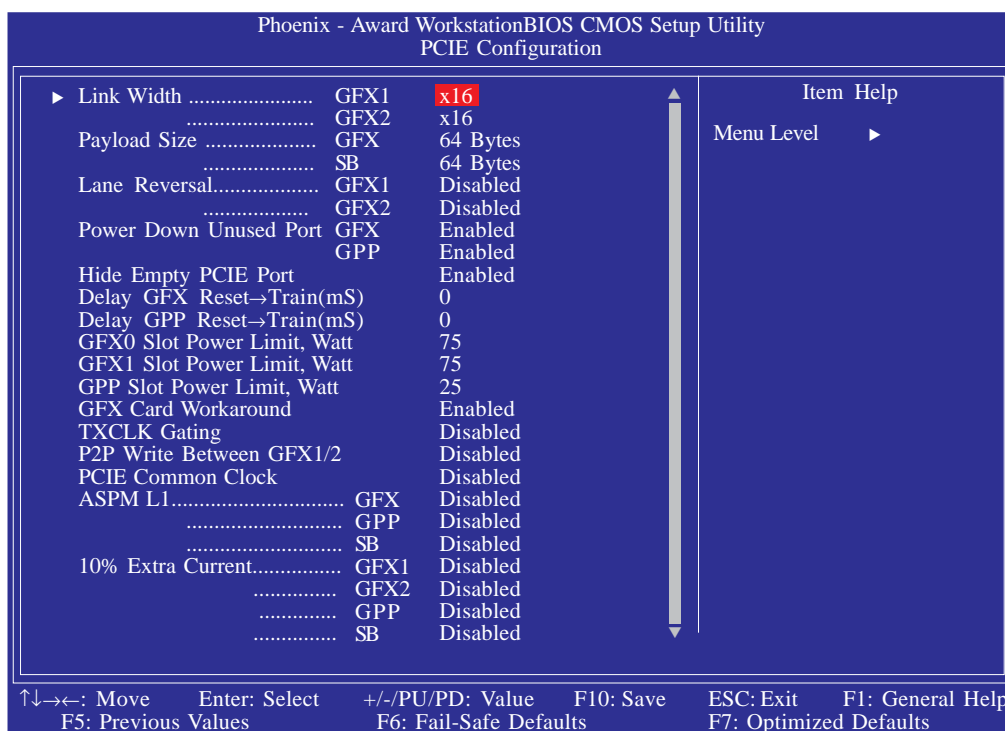 Phoenix - Award WorkstationBIOS CMOS Setup Utility
PCIE Configuration
▶ Link Width ....................... GFX1 x16
....................... GFX2 x16
Payload Size .................... GFX 64 Bytes
.................... SB 64 Bytes
Lane Reversal................... GFX1 Disabled
................... GFX2 Disabled
Power Down Unused Port GFX Enabled
GPP Enabled
Hide Empty PCIE Port Enabled
Delay GFX Reset→Train(mS) 0
Delay GPP Reset→Train(mS) 0
GFX0 Slot Power Limit, Watt 75
GFX1 Slot Power Limit, Watt 75
GPP Slot Power Limit, Watt 25
GFX Card Workaround Enabled
TXCLK Gating Disabled
P2P Write Between GFX1/2 Disabled
PCIE Common Clock Disabled
ASPM L1............................... GFX Disabled
............................ GPP Disabled
............................ SB Disabled
10% Extra Current................ GFX1 Disabled
............... GFX2 Disabled
.............. GPP Disabled
............... SB Disabled
Item Help
Menu Level ▶
↑↓→←: Move Enter: Select +/-/PU/PD: Value F10: Save ESC: Exit F1: General Help
F5: Previous Values F6: Fail-Safe Defaults F7: Optimized Defaults